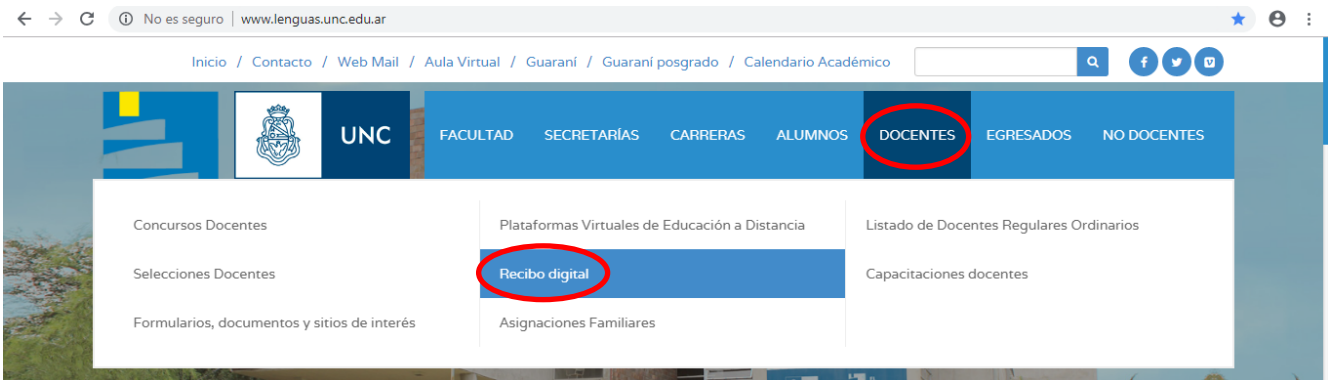 No es seguro | www.lenguas.unc.edu.ar
Inicio / Contacto / Web Mail / Aula Virtual / Guaraní / Guaraní posgrado / Calendario Académico
UNC FACULTAD SECRETARÍAS CARRERAS ALUMNOS DOCENTES EGRESADOS NO DOCENTES
Concursos Docentes Plataformas Virtuales de Educación a Distancia Listado de Docentes Regulares Ordinarios
Selecciones Docentes Recibo digital Capacitaciones docentes
Formularios, documentos y sitios de interés Asignaciones Familiares